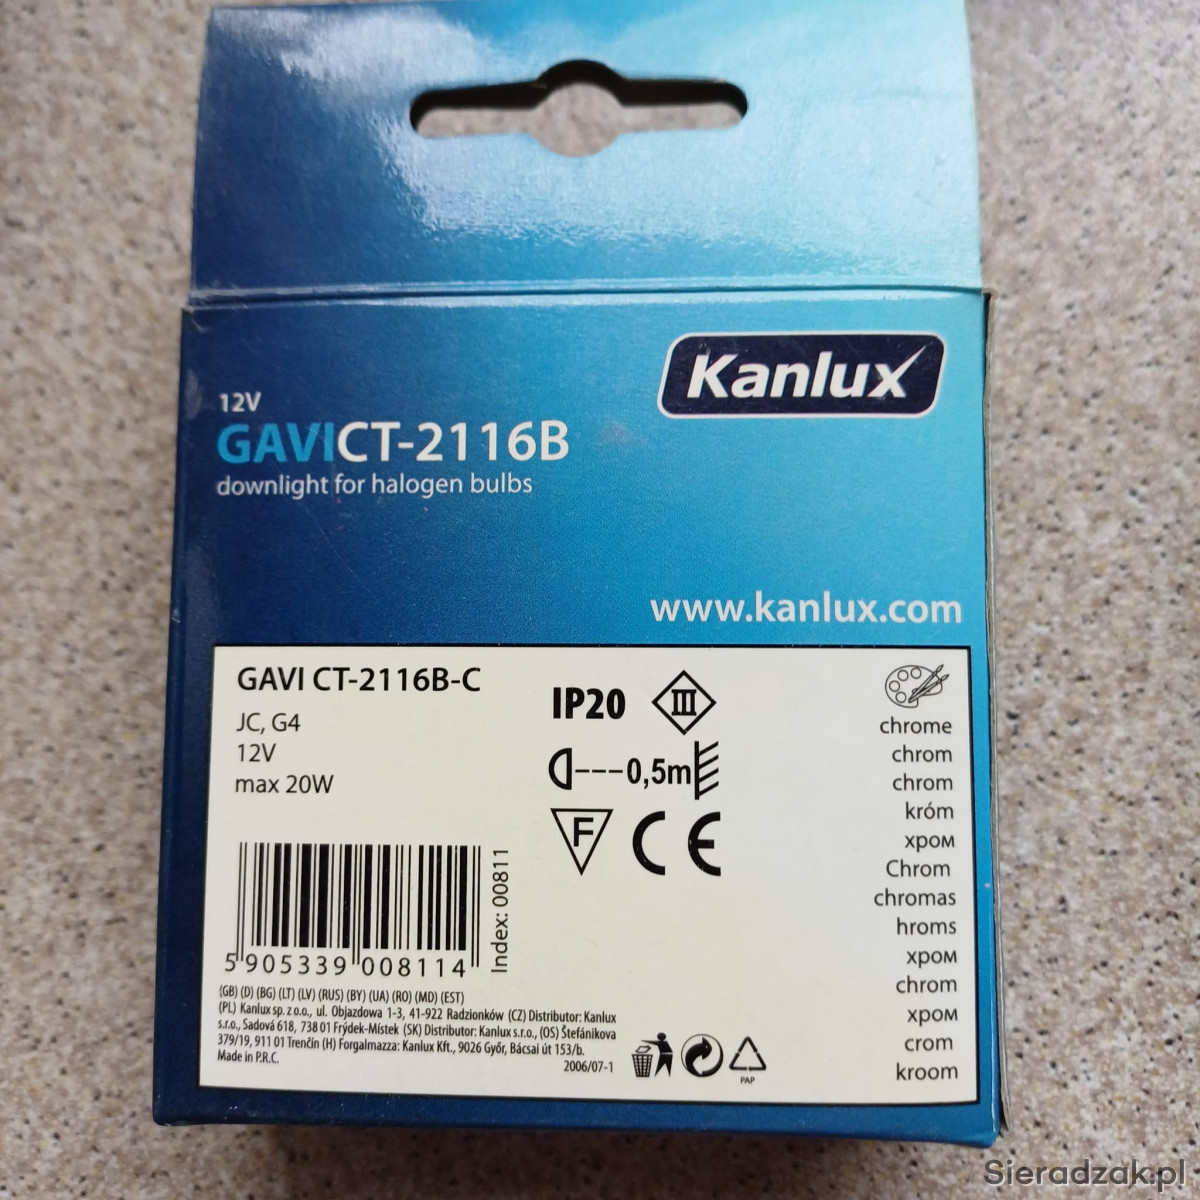 Kanlux
12V
GAVICT-2116B
downlight for halogen bulbs
www.kanlux.com
GAVI CT-2116B-C
JC, G4
12V
max 20W
IP20
III
0,5m
F
CE
chrome
chrom
chrom
króm
хром
Chrom
chromas
hroms
хром
chrom
хром
crom
kroom
5 905339 008114
Index: 00811
(GB) (D) (BG) (LT) (LV) (RUS) (BY) (UA) (RO) (MD) (EST)
(PL) Kanlux sp. z o.o., ul. Objazdowa 1-3, 41-922 Radzionków (CZ) Distributor: Kanlux
s.r.o., Sadová 618, 738 01 Frýdek-Místek (SK) Distributor: Kanlux s.r.o., (OS) Štefánikova
379/19, 911 01 Trenčín (H) Forgalmazza: Kanlux Kft., 9026 Győr, Bácsai út 153/b.
Made in P.R.C.
2006/07-1
PAP
Sieradzak.pl